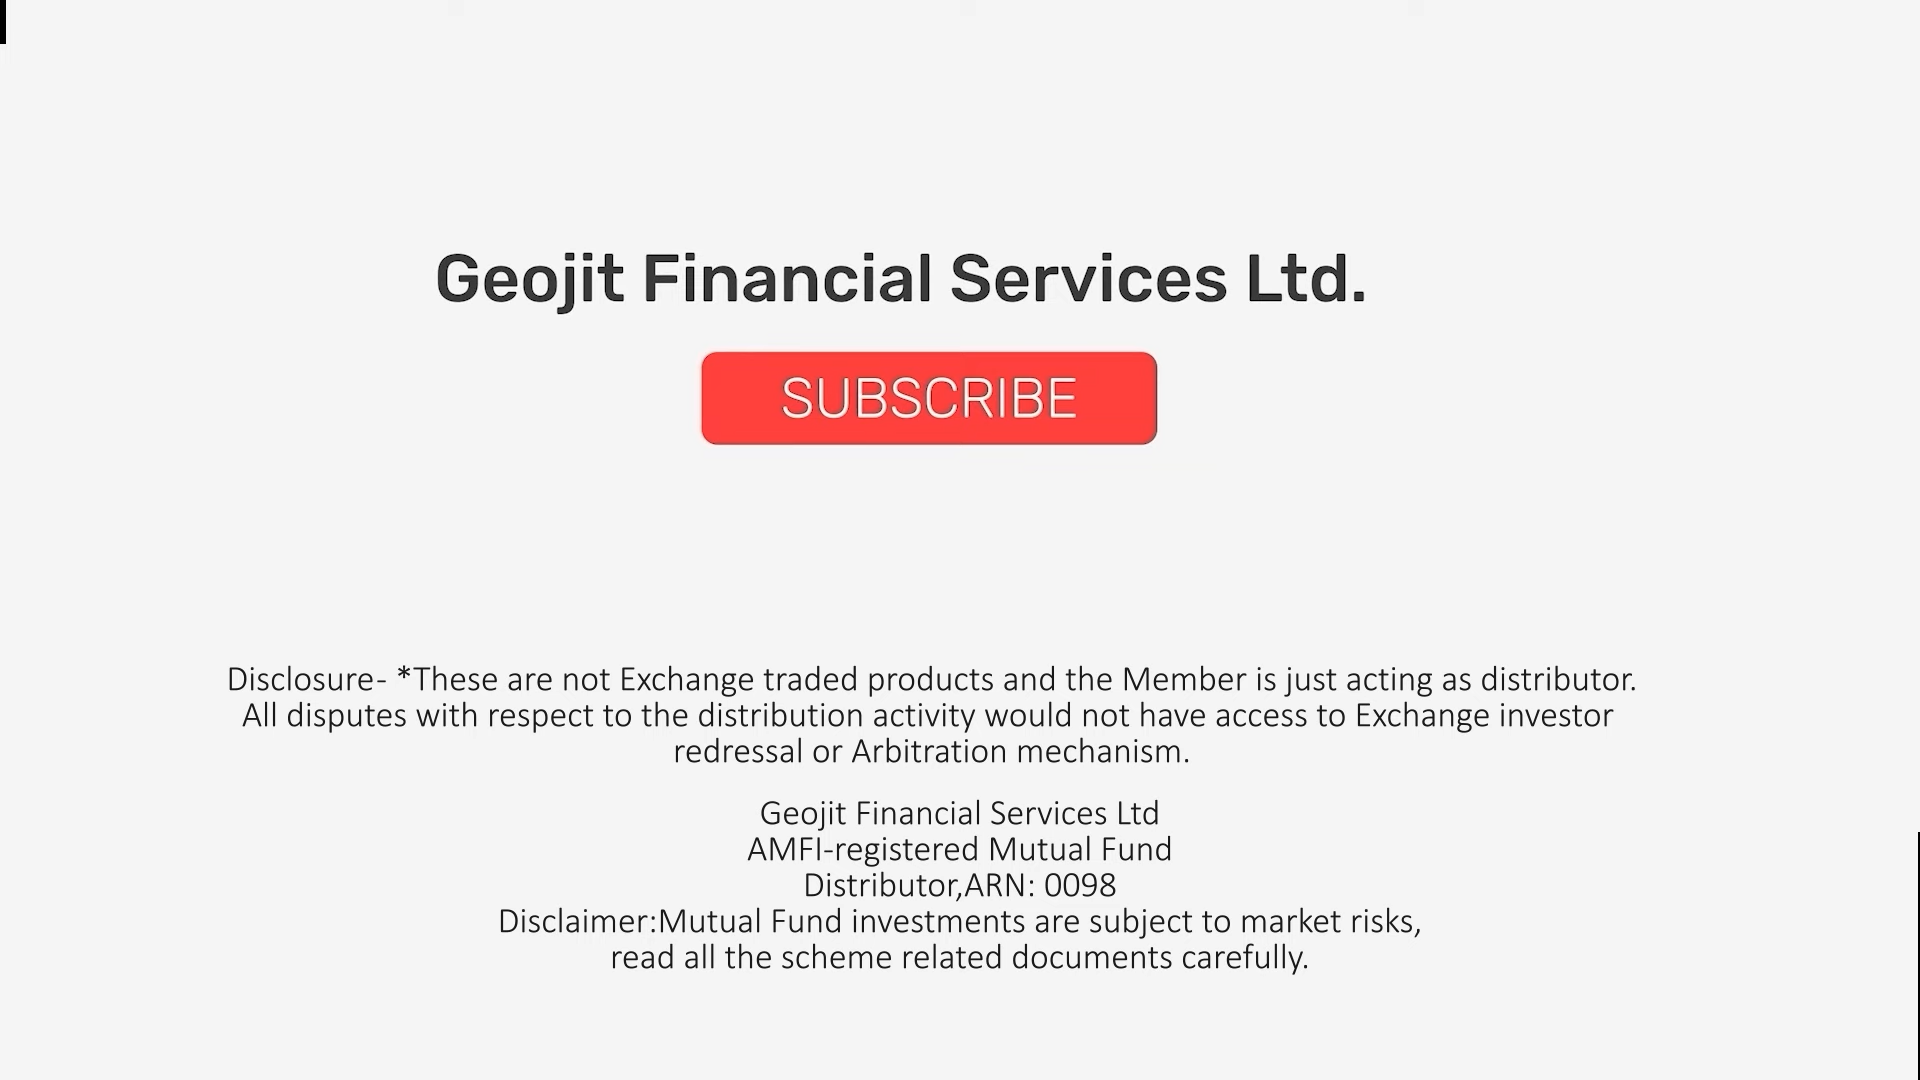 Geojit Financial Services Ltd.
SUBSCRIBE
Disclosure- *These are not Exchange traded products and the Member is just acting as distributor.
All disputes with respect to the distribution activity would not have access to Exchange investor
redressal or Arbitration mechanism.
Geojit Financial Services Ltd
AMFI-registered Mutual Fund
Distributor,ARN: 0098
Disclaimer:Mutual Fund investments are subject to market risks,
read all the scheme related documents carefully.